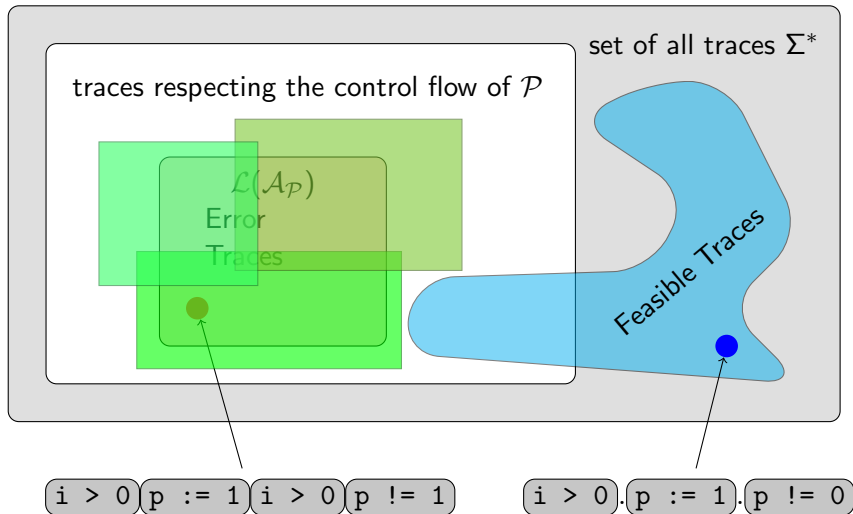 set of all traces Σ*
traces respecting the control flow of 𝒫
ℒ(𝒜_𝒫)
Error
Traces
Feasible Traces
i > 0 p := 1 i > 0 p != 1
i > 0 . p := 1 . p != 0